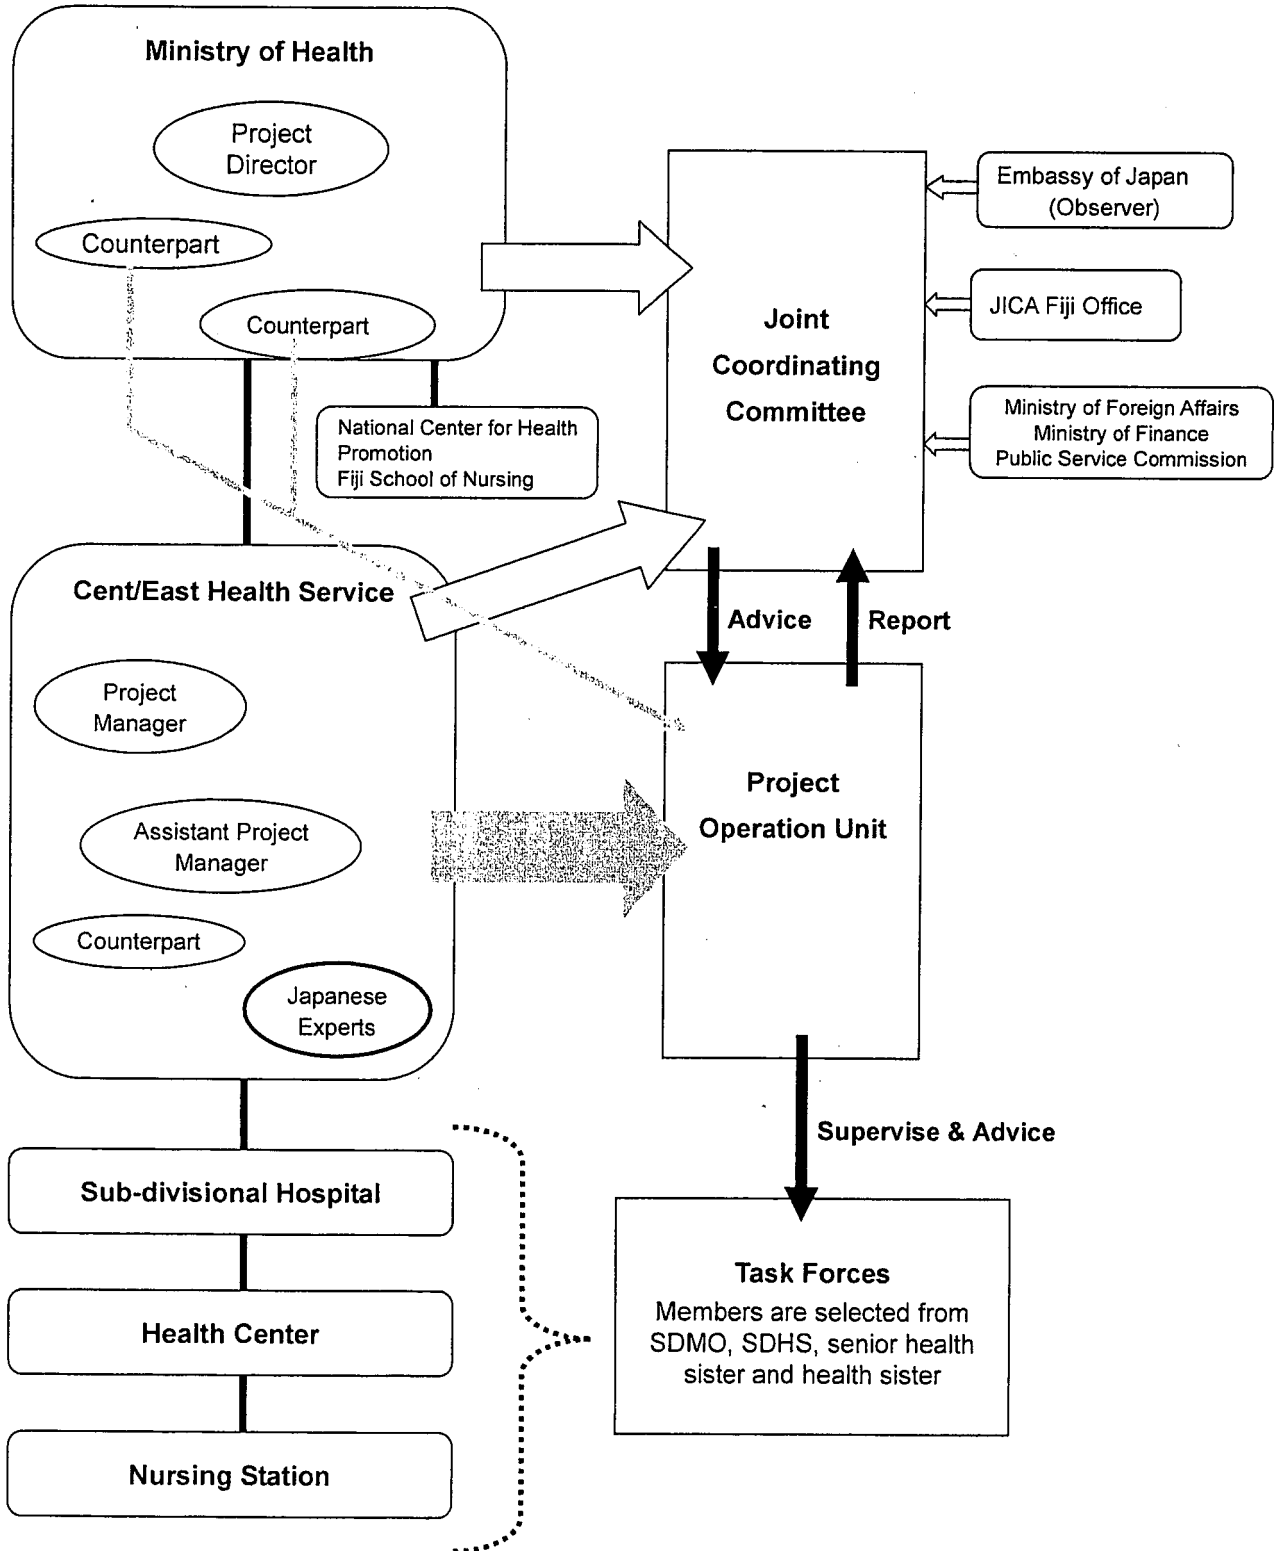 Ministry of Health
Project
Director
Counterpart
Counterpart
National Center for Health
Promotion
Fiji School of Nursing
Joint
Coordinating
Committee
Embassy of Japan
(Observer)
JICA Fiji Office
Ministry of Foreign Affairs
Ministry of Finance
Public Service Commission
Cent/East Health Service
Project
Manager
Assistant Project
Manager
Counterpart
Japanese
Experts
Advice
Report
Project
Operation Unit
Supervise & Advice
Sub-divisional Hospital
Health Center
Nursing Station
Task Forces
Members are selected from
SDMO, SDHS, senior health
sister and health sister